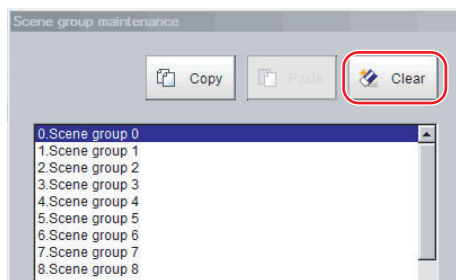 Scene group maintenance
Copy Paste Clear
0.Scene group 0
1.Scene group 1
2.Scene group 2
3.Scene group 3
4.Scene group 4
5.Scene group 5
6.Scene group 6
7.Scene group 7
8.Scene group 8